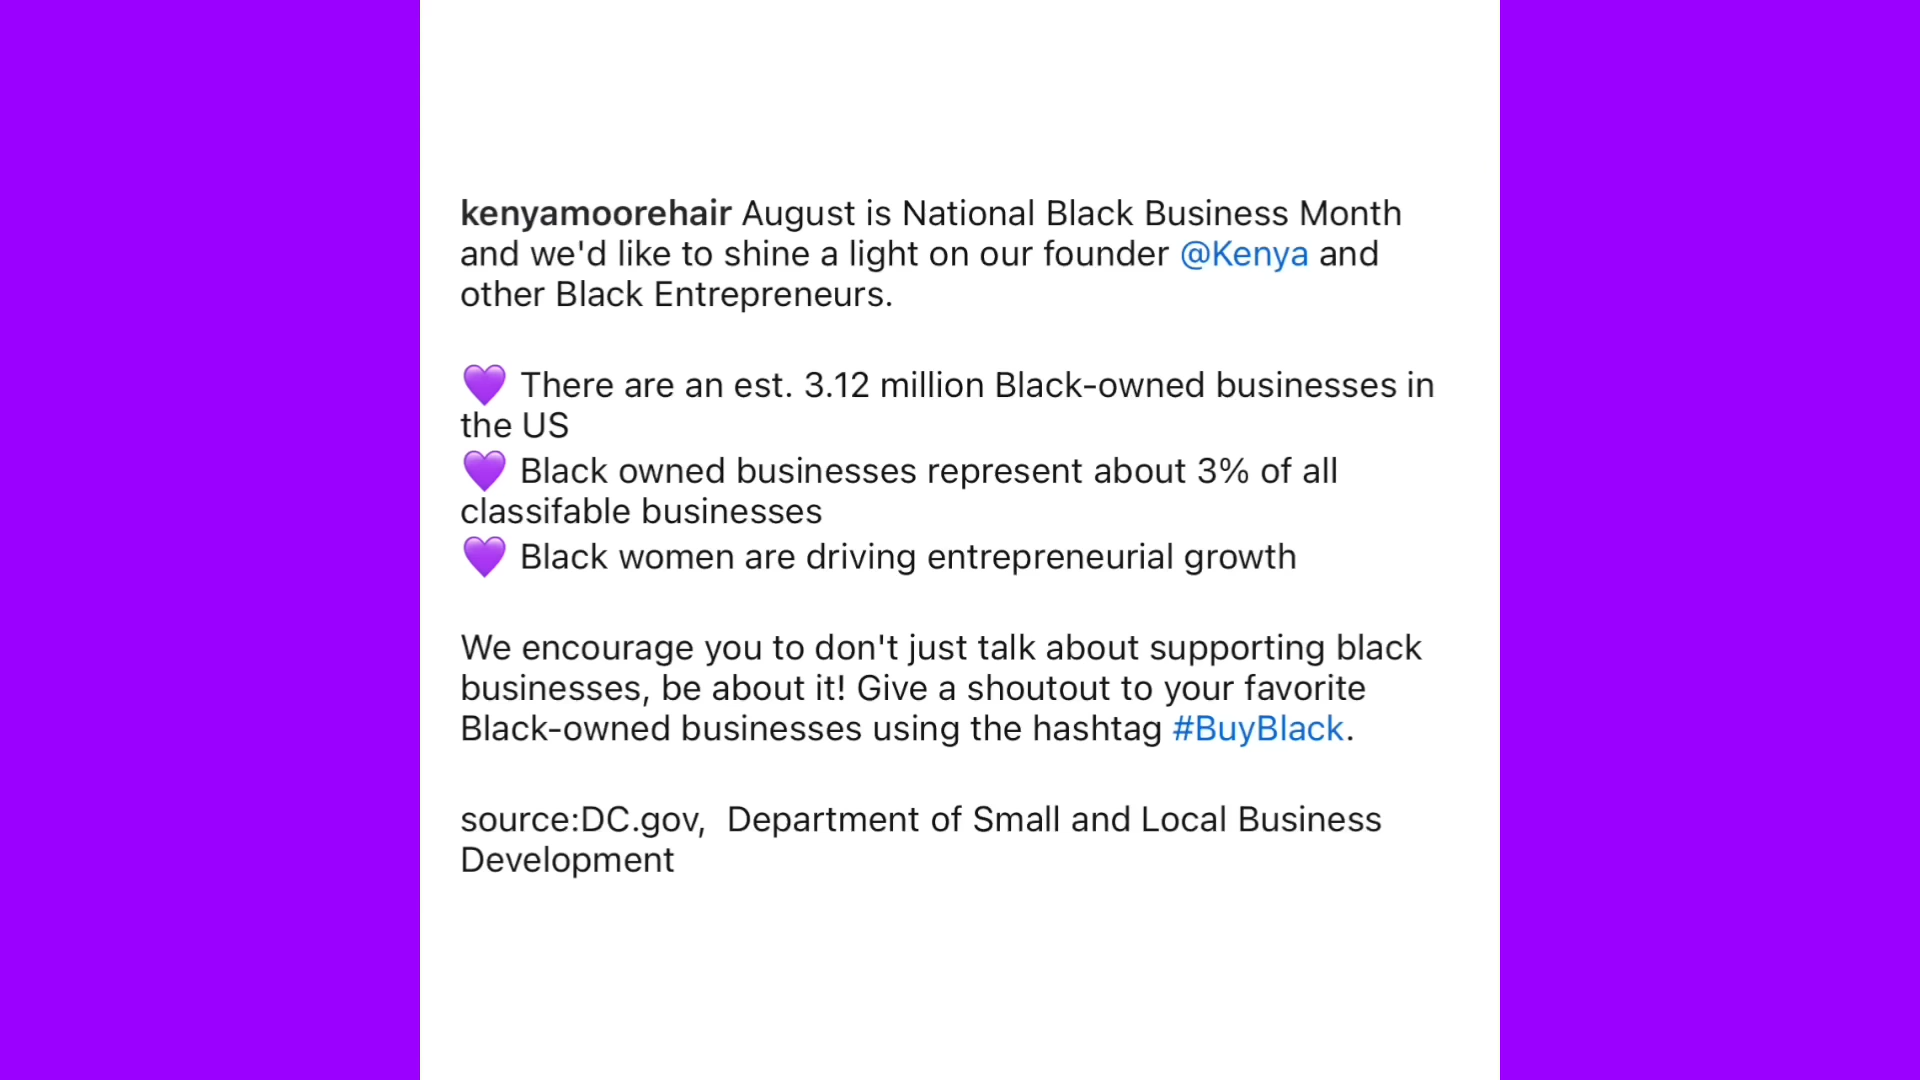 kenyamoorehair August is National Black Business Month
and we'd like to shine a light on our founder @Kenya and
other Black Entrepreneurs.
💜 There are an est. 3.12 million Black-owned businesses in
the US
💜 Black owned businesses represent about 3% of all
classifable businesses
💜 Black women are driving entrepreneurial growth
We encourage you to don't just talk about supporting black
businesses, be about it! Give a shoutout to your favorite
Black-owned businesses using the hashtag #BuyBlack.
source:DC.gov,  Department of Small and Local Business
Development